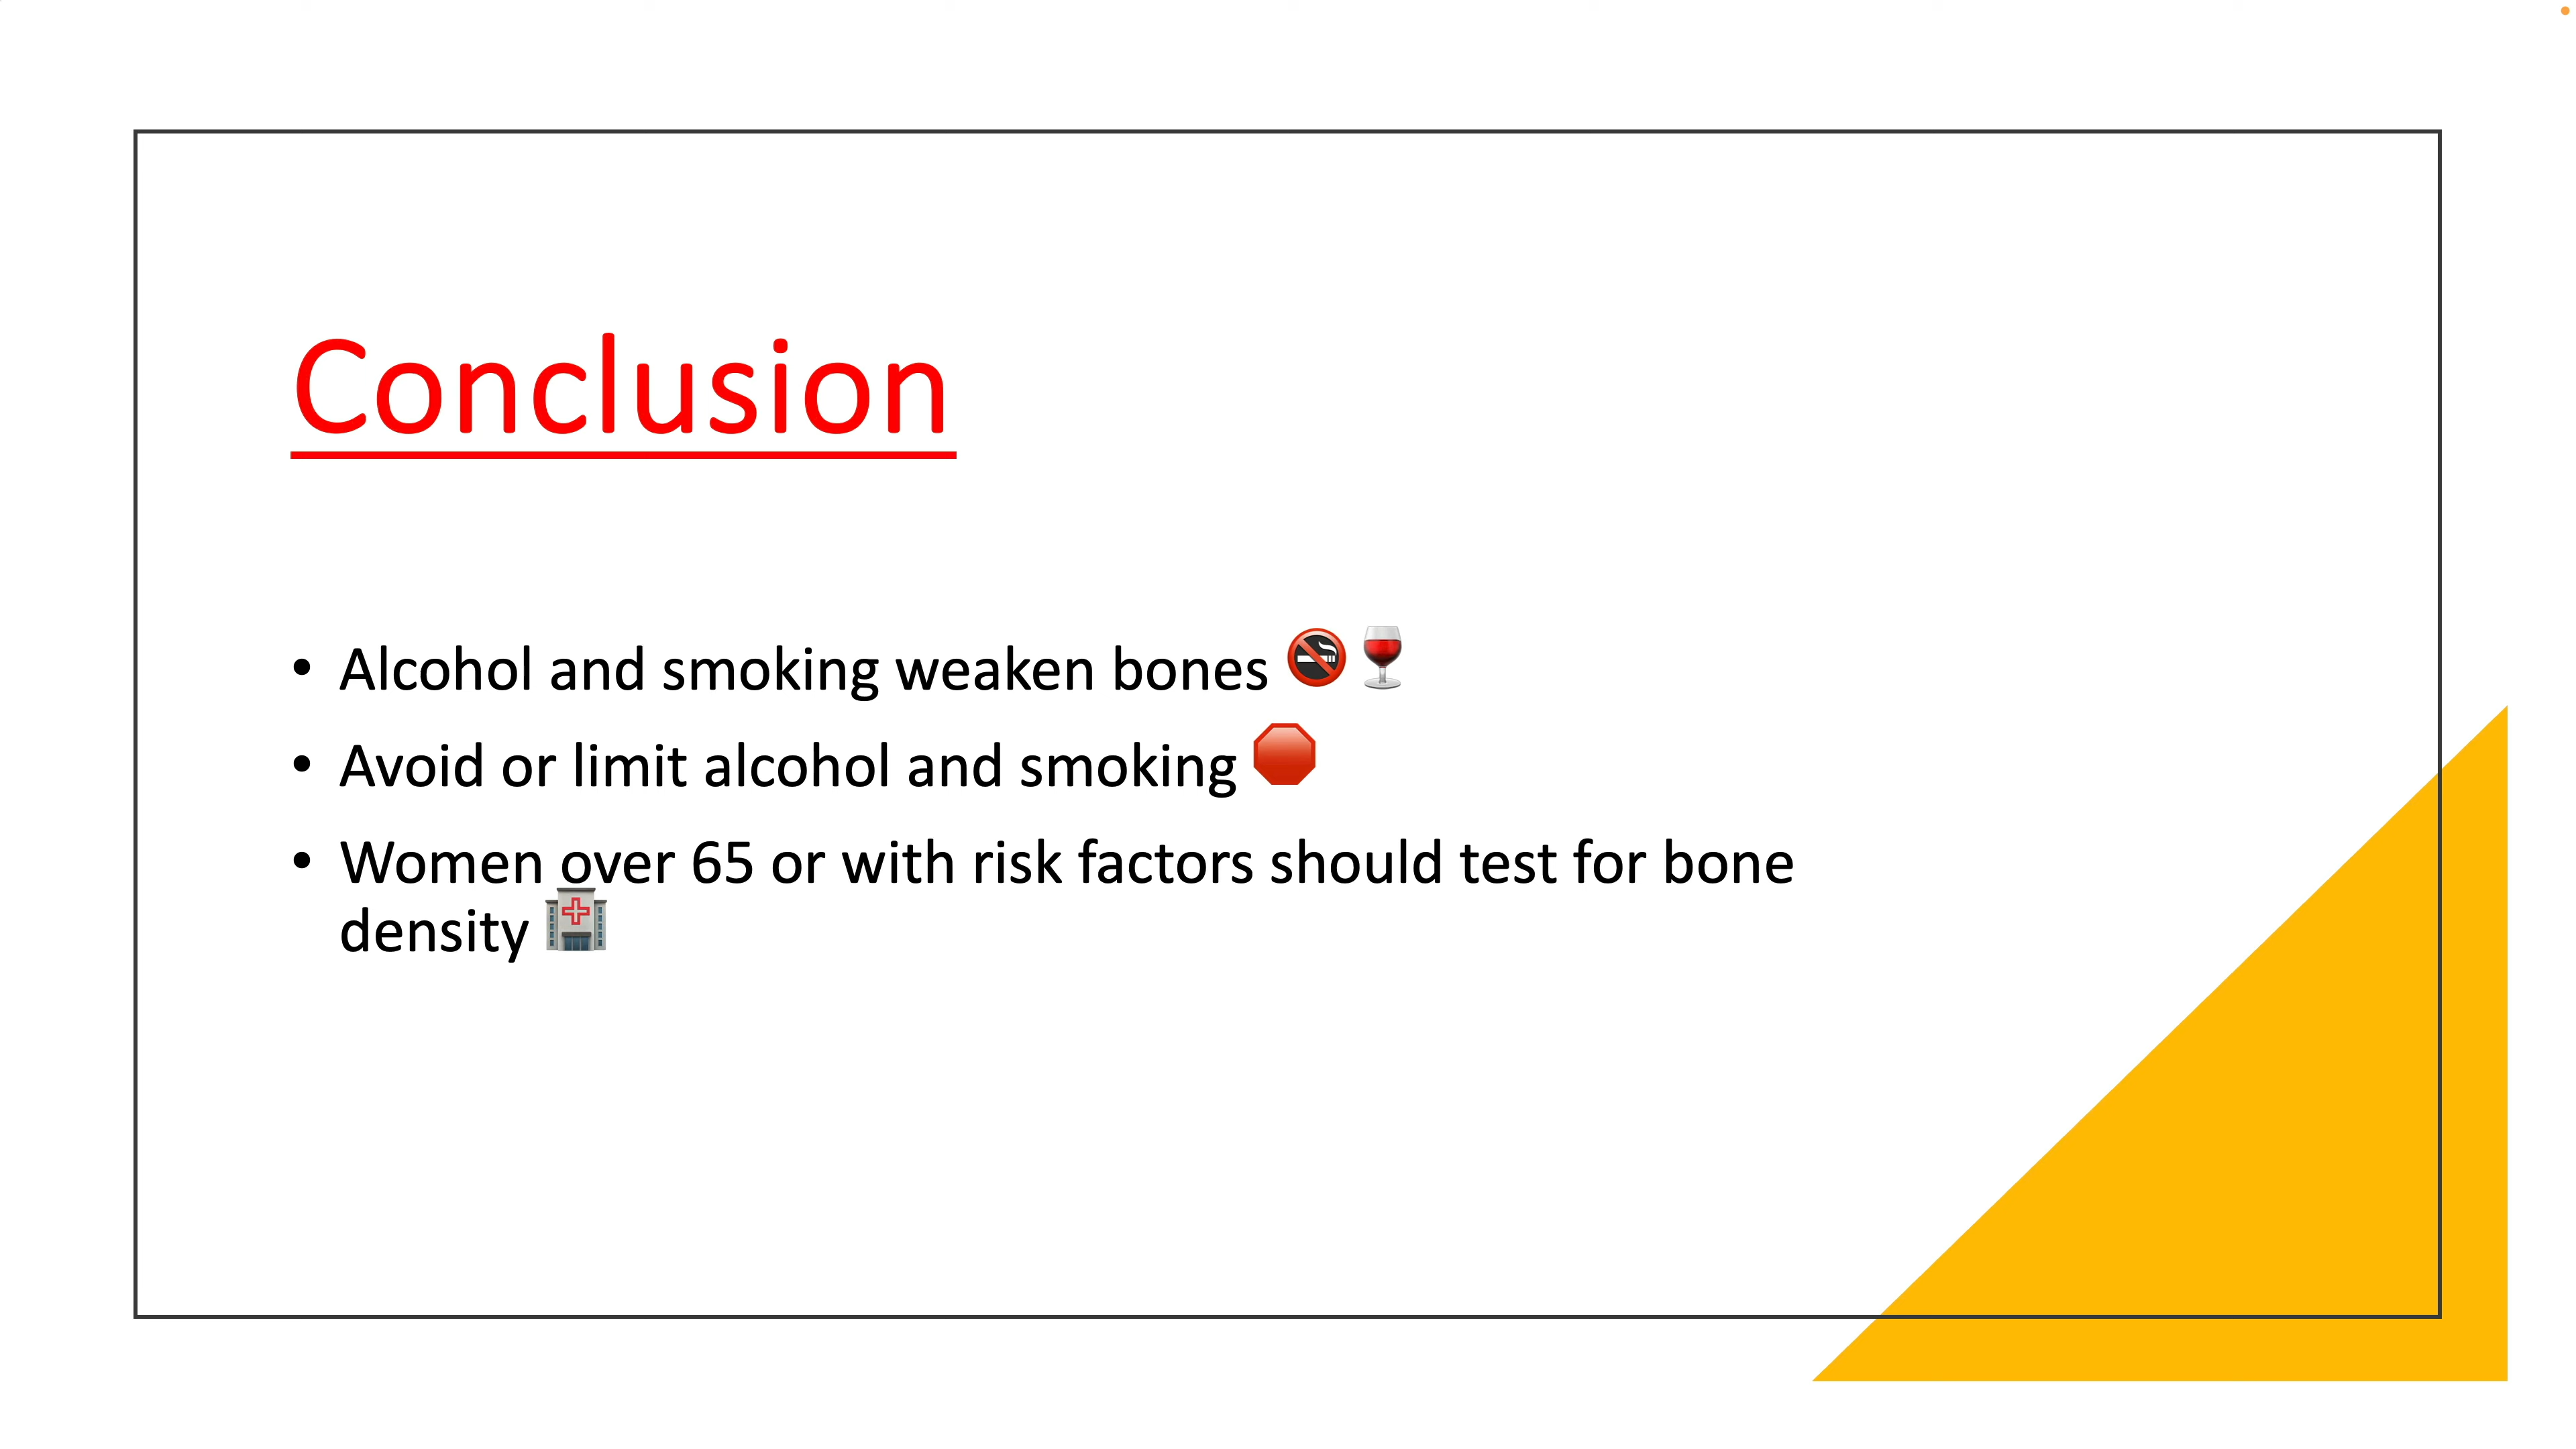 Conclusion
• Alcohol and smoking weaken bones 🚭🍷
• Avoid or limit alcohol and smoking 🛑
• Women over 65 or with risk factors should test for bone
density 🏥